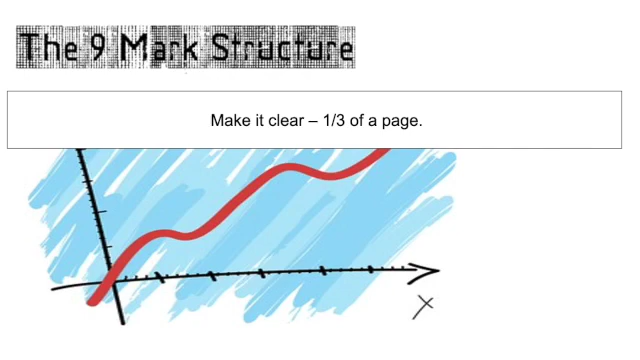 The 9 Mark Structure
Make it clear – 1/3 of a page.
X